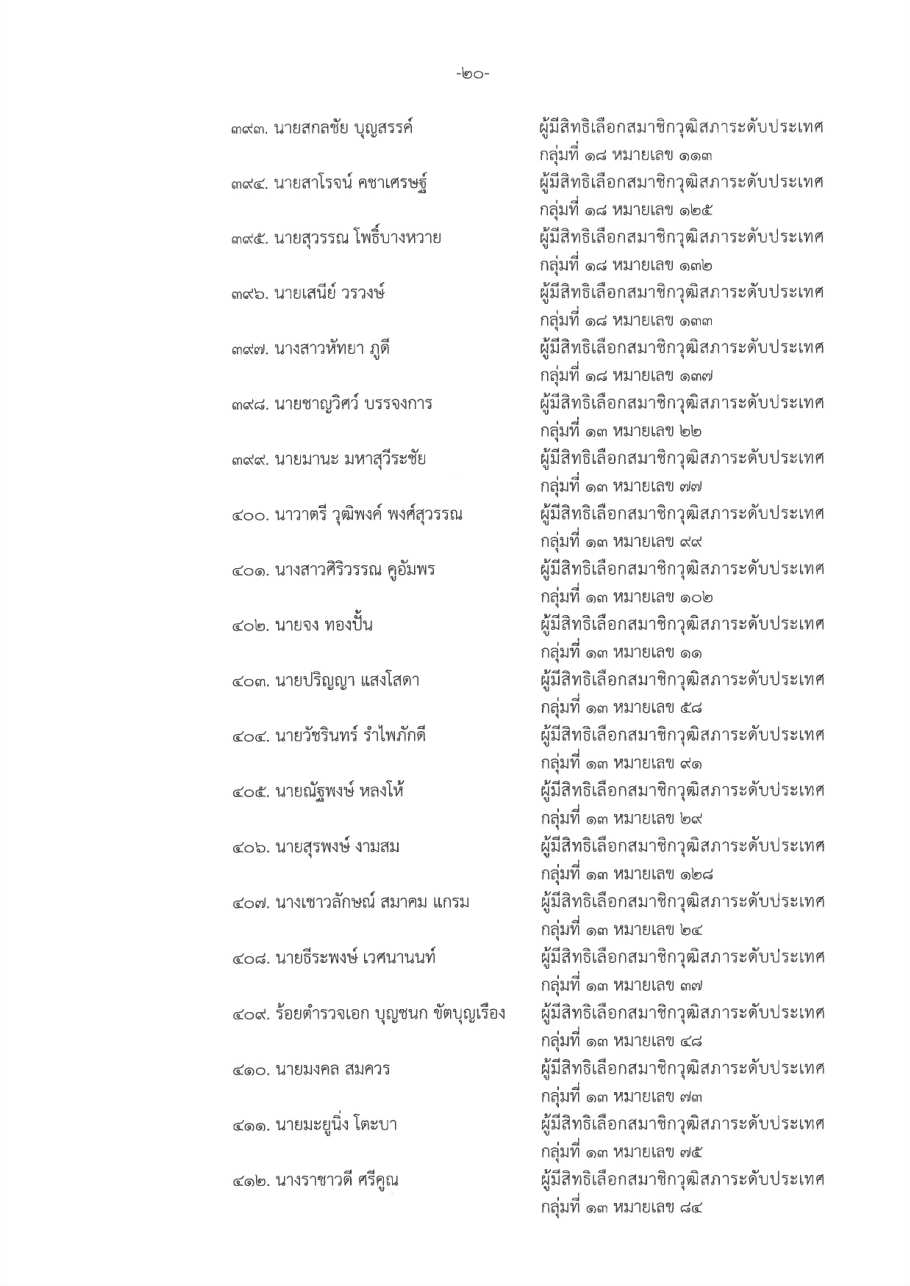 -๒๐-
๓๙๓. นายสกลชัย บุญสรรค์ ผู้มีสิทธิเลือกสมาชิกวุฒิสภาระดับประเทศ
กลุ่มที่ ๑๘ หมายเลข ๑๑๓
๓๙๔. นายสาโรจน์ คชาเศรษฐ์ ผู้มีสิทธิเลือกสมาชิกวุฒิสภาระดับประเทศ
กลุ่มที่ ๑๘ หมายเลข ๑๒๕
๓๙๕. นายสุวรรณ โพธิ์บางหวาย ผู้มีสิทธิเลือกสมาชิกวุฒิสภาระดับประเทศ
กลุ่มที่ ๑๘ หมายเลข ๑๓๒
๓๙๖. นายเสนีย์ วรวงษ์ ผู้มีสิทธิเลือกสมาชิกวุฒิสภาระดับประเทศ
กลุ่มที่ ๑๘ หมายเลข ๑๓๓
๓๙๗. นางสาวหัทยา ภูดี ผู้มีสิทธิเลือกสมาชิกวุฒิสภาระดับประเทศ
กลุ่มที่ ๑๘ หมายเลข ๑๓๗
๓๙๘. นายชาญวิศว์ บรรจงการ ผู้มีสิทธิเลือกสมาชิกวุฒิสภาระดับประเทศ
กลุ่มที่ ๑๓ หมายเลข ๒๒
๓๙๙. นายมานะ มหาสุวีระชัย ผู้มีสิทธิเลือกสมาชิกวุฒิสภาระดับประเทศ
กลุ่มที่ ๑๓ หมายเลข ๗๗
๔๐๐. นาวาตรี วุฒิพงศ์ พงศ์สุวรรณ ผู้มีสิทธิเลือกสมาชิกวุฒิสภาระดับประเทศ
กลุ่มที่ ๑๓ หมายเลข ๙๙
๔๐๑. นางสาวศิริวรรณ คูอัมพร ผู้มีสิทธิเลือกสมาชิกวุฒิสภาระดับประเทศ
กลุ่มที่ ๑๓ หมายเลข ๑๐๒
๔๐๒. นายจง ทองปั้น ผู้มีสิทธิเลือกสมาชิกวุฒิสภาระดับประเทศ
กลุ่มที่ ๑๓ หมายเลข ๑๑
๔๐๓. นายปริญญา แสงโสดา ผู้มีสิทธิเลือกสมาชิกวุฒิสภาระดับประเทศ
กลุ่มที่ ๑๓ หมายเลข ๕๘
๔๐๔. นายวัชรินทร์ รำไพภักดี ผู้มีสิทธิเลือกสมาชิกวุฒิสภาระดับประเทศ
กลุ่มที่ ๑๓ หมายเลข ๙๑
๔๐๕. นายณัฐพงษ์ หลงโห้ ผู้มีสิทธิเลือกสมาชิกวุฒิสภาระดับประเทศ
กลุ่มที่ ๑๓ หมายเลข ๒๙
๔๐๖. นายสุรพงษ์ งามสม ผู้มีสิทธิเลือกสมาชิกวุฒิสภาระดับประเทศ
กลุ่มที่ ๑๓ หมายเลข ๑๒๘
๔๐๗. นางเชาวลักษณ์ สมาคม แกรม ผู้มีสิทธิเลือกสมาชิกวุฒิสภาระดับประเทศ
กลุ่มที่ ๑๓ หมายเลข ๒๔
๔๐๘. นายธีระพงษ์ เวศนานนท์ ผู้มีสิทธิเลือกสมาชิกวุฒิสภาระดับประเทศ
กลุ่มที่ ๑๓ หมายเลข ๓๗
๔๐๙. ร้อยตำรวจเอก บุญชนก ขัตบุญเรือง ผู้มีสิทธิเลือกสมาชิกวุฒิสภาระดับประเทศ
กลุ่มที่ ๑๓ หมายเลข ๔๘
๔๑๐. นายมงคล สมควร ผู้มีสิทธิเลือกสมาชิกวุฒิสภาระดับประเทศ
กลุ่มที่ ๑๓ หมายเลข ๗๓
๔๑๑. นายมะยูนิ่ง โตะบา ผู้มีสิทธิเลือกสมาชิกวุฒิสภาระดับประเทศ
กลุ่มที่ ๑๓ หมายเลข ๗๕
๔๑๒. นางราชาวดี ศรีคูณ ผู้มีสิทธิเลือกสมาชิกวุฒิสภาระดับประเทศ
กลุ่มที่ ๑๓ หมายเลข ๘๔